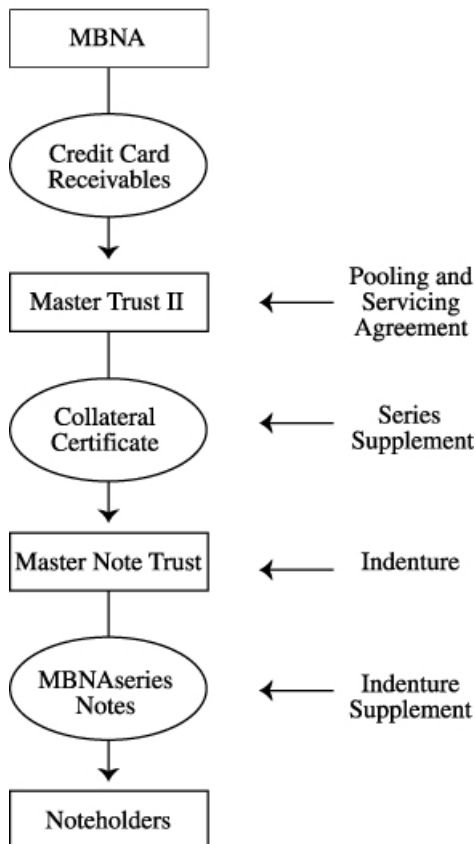 MBNA
Credit Card
Receivables
Master Trust II
Pooling and
Servicing
Agreement
Collateral
Certificate
Series
Supplement
Master Note Trust
Indenture
MBNAseries
Notes
Indenture
Supplement
Noteholders